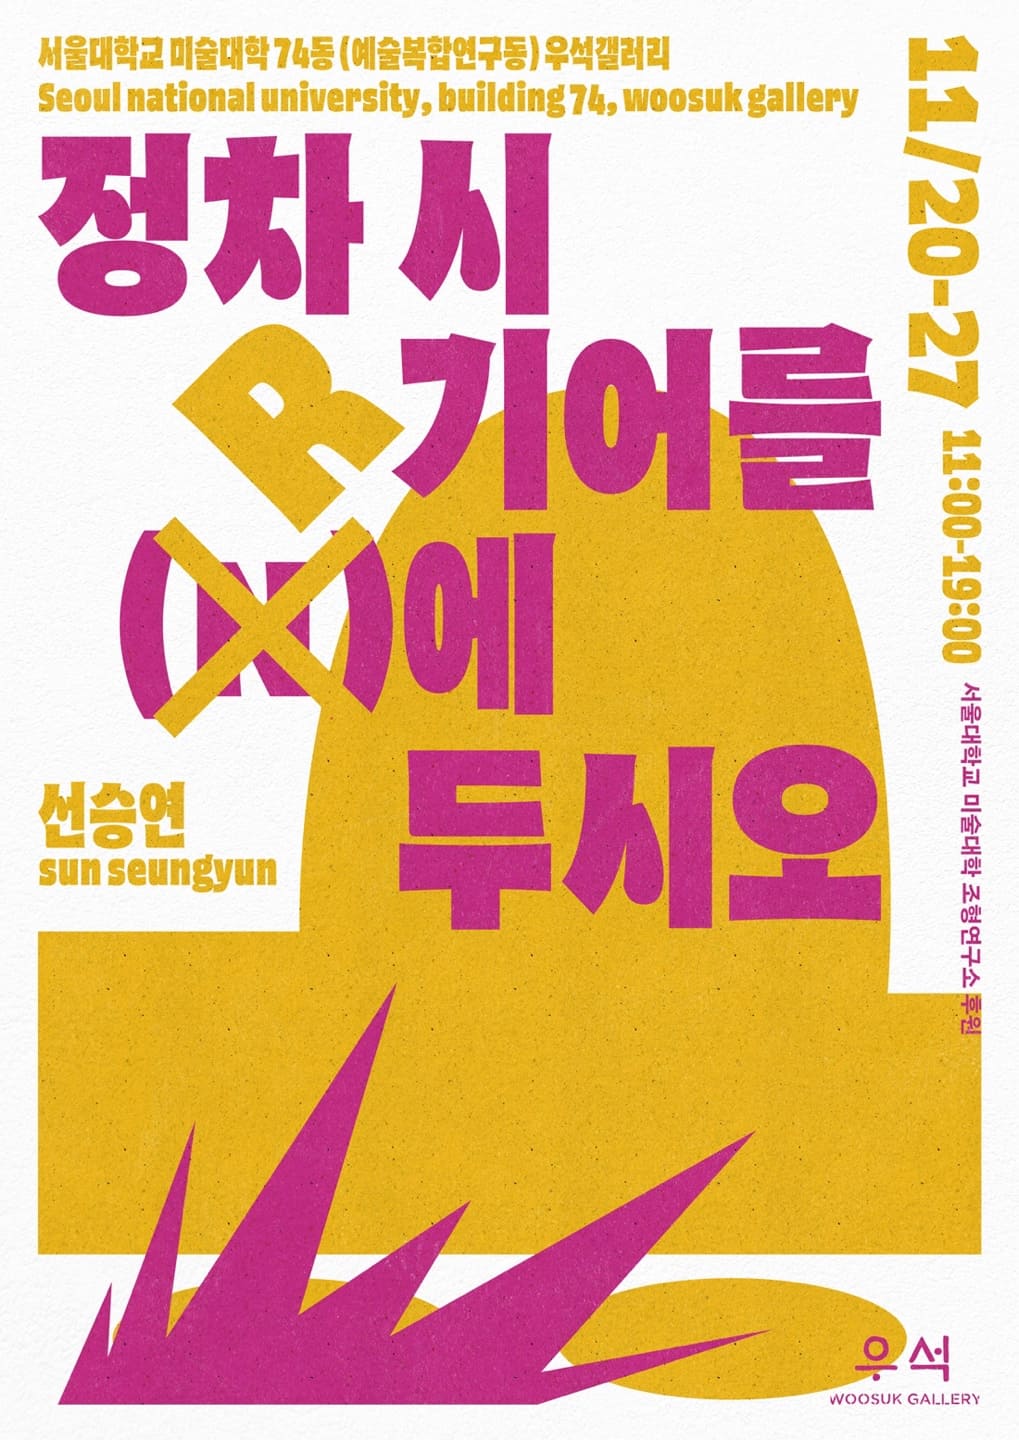 서울대학교 미술대학 74동 (예술복합연구동) 우석갤러리
Seoul national university, building 74, woosuk gallery
정차 시
기어를
R
(N)에
두시오
선승연
sun seungyun
11/20-27
11:00-19:00
서울대학교 미술대학 조형연구소 후원
우석
WOOSUK GALLERY